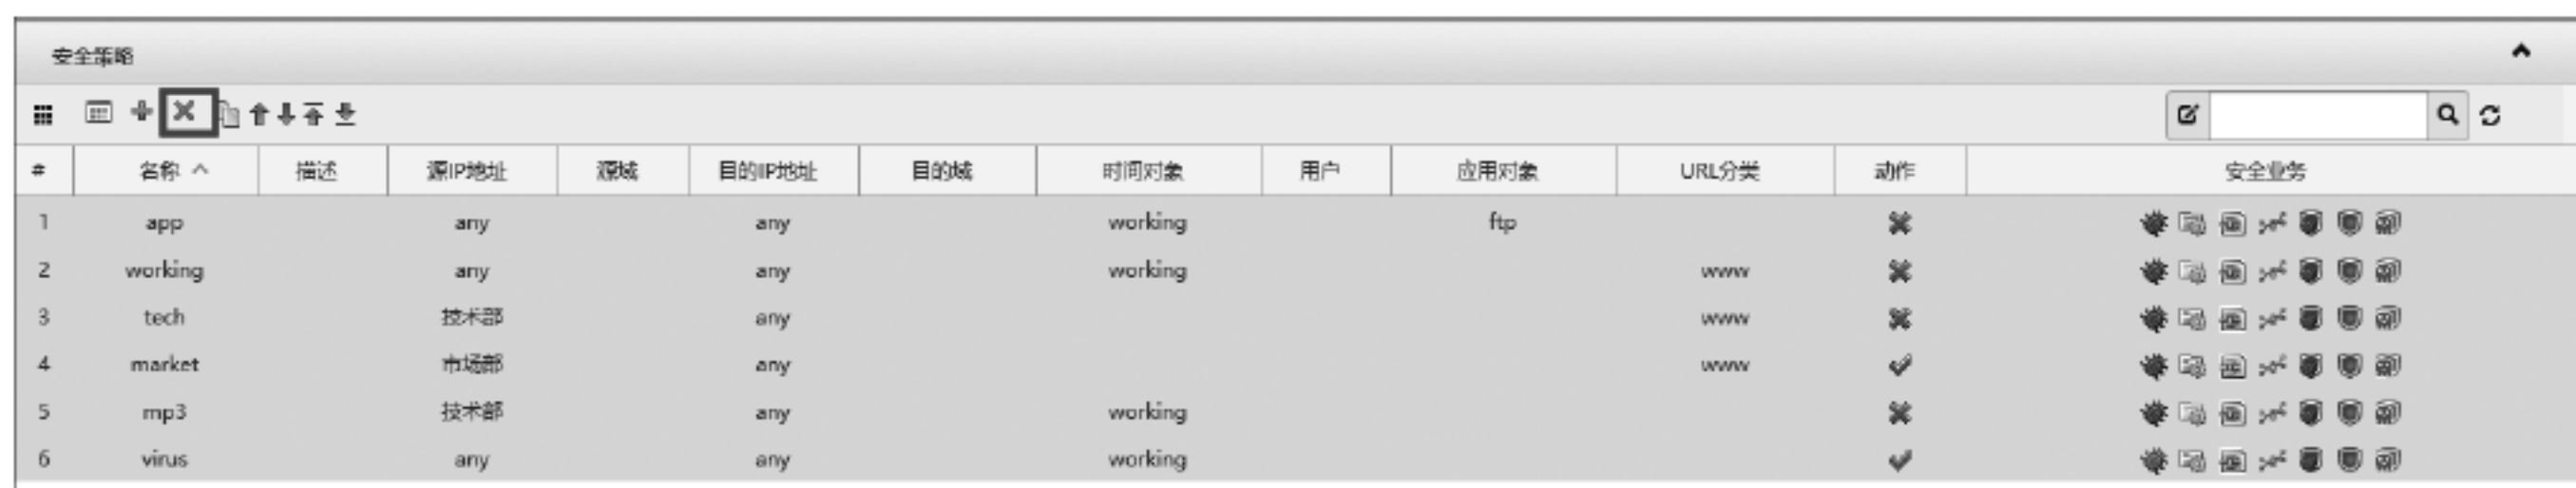 安全策略
# 名称 描述 源IP地址 源域 目的IP地址 目的域 时间对象 用户 应用对象 URL分类 动作 安全业务
1 app any any working ftp
2 working any any working www
3 tech 技术部 any www
4 market 市场部 any www
5 mp3 技术部 any working
6 virus any any working